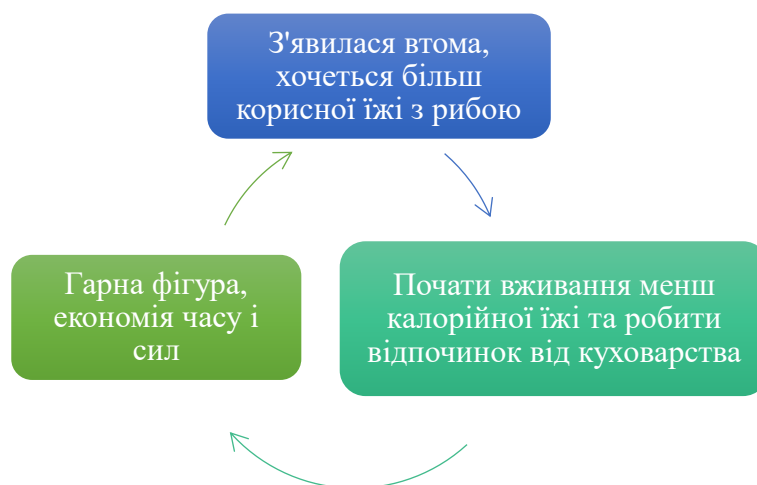 З'явилася втома,
хочеться більш
корисної їжі з рибою
Почати вживання менш
калорійної їжі та робити
відпочинок від куховарства
Гарна фігура,
економія часу і
сил